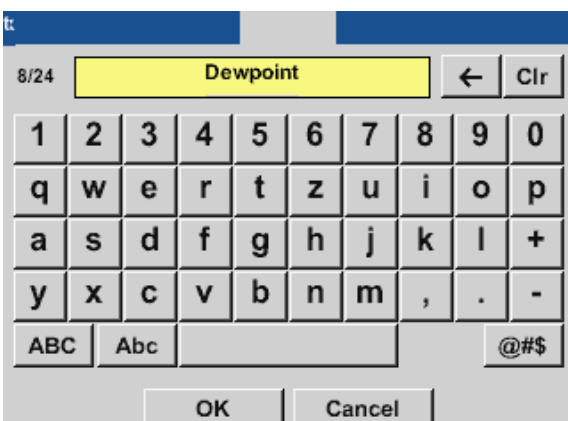 8/24 Dewpoint ← Clr
1 2 3 4 5 6 7 8 9 0
q w e r t z u i o p
a s d f g h j k l +
y x c v b n m , . -
ABC Abc @#$
OK Cancel